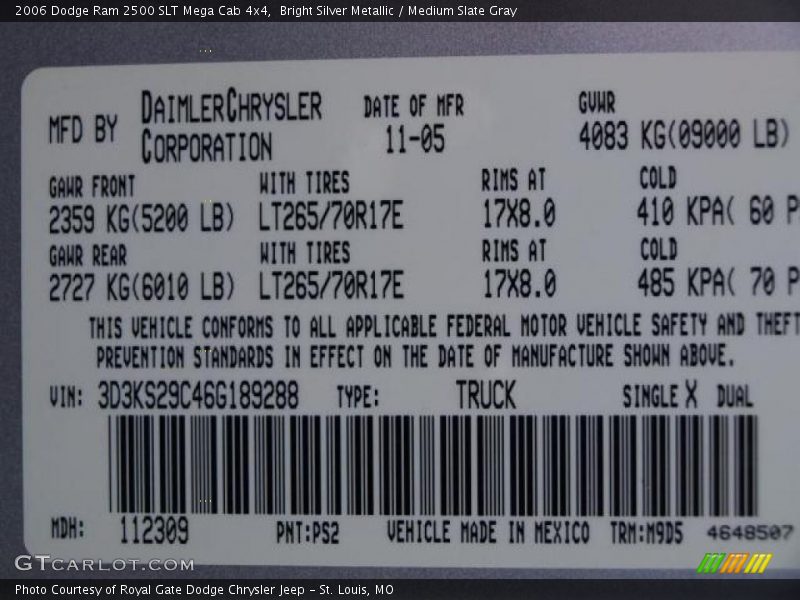 2006 Dodge Ram 2500 SLT Mega Cab 4x4, Bright Silver Metallic / Medium Slate Gray
MFD BY DAIMLERCHRYSLER CORPORATION DATE OF MFR 11-05 GVWR 4083 KG(09000 LB)
GAWR FRONT WITH TIRES RIMS AT COLD
2359 KG(5200 LB) LT265/70R17E 17X8.0 410 KPA( 60 P
GAWR REAR WITH TIRES RIMS AT COLD
2727 KG(6010 LB) LT265/70R17E 17X8.0 485 KPA( 70 P
THIS VEHICLE CONFORMS TO ALL APPLICABLE FEDERAL MOTOR VEHICLE SAFETY AND THEFT
PREVENTION STANDARDS IN EFFECT ON THE DATE OF MANUFACTURE SHOWN ABOVE.
VIN: 3D3KS29C46G189288 TYPE: TRUCK SINGLE X DUAL
MDH: 112309 PNT:PS2 VEHICLE MADE IN MEXICO TRM:M9D5 4648507
GTCARLOT.COM
Photo Courtesy of Royal Gate Dodge Chrysler Jeep - St. Louis, MO